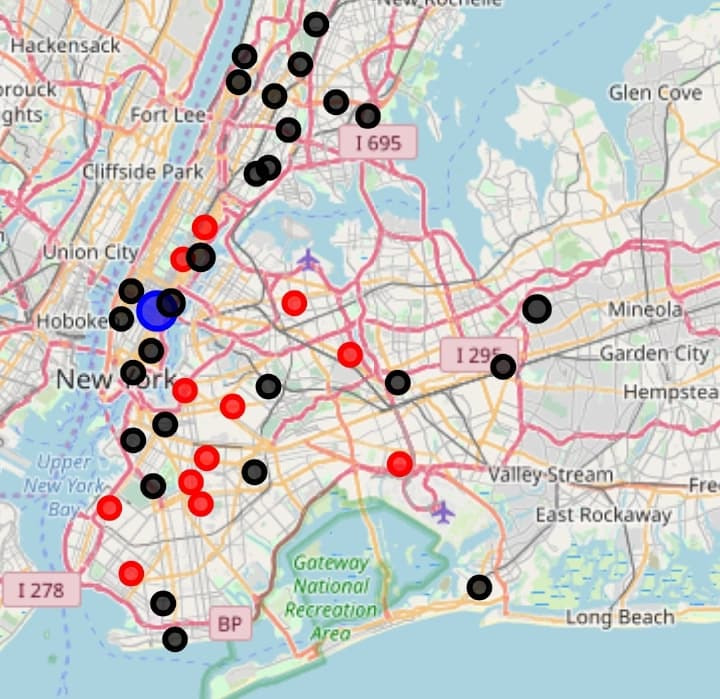 New Rochelle
Hackensack
brouck
ghts
Glen Cove
Fort Lee
I 695
Cliffside Park
Union City
Hoboke
Mineola
I 295
Garden City
New York
Hempstea
Valley Stream
Upper
New York
Bay
Fre
East Rockaway
Gateway
National
Recreation
Area
I 278
BP
Long Beach